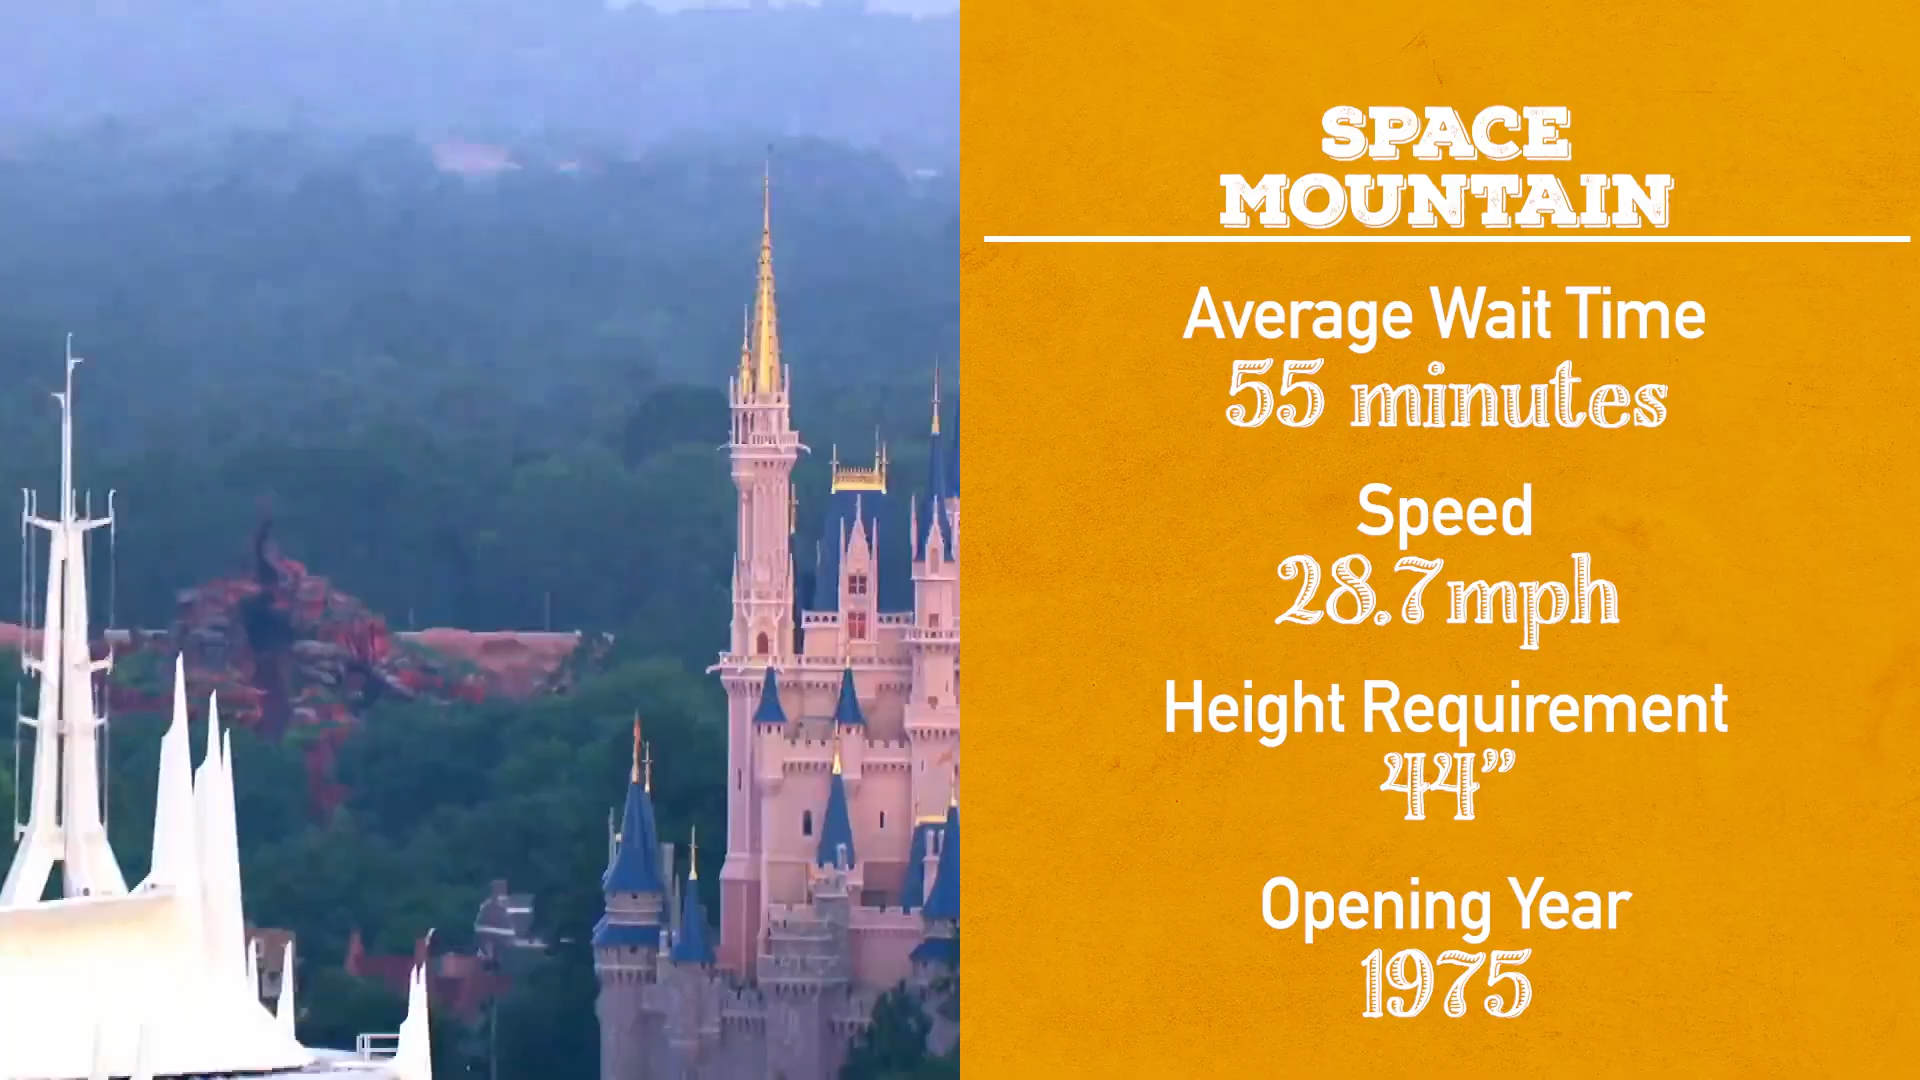 SPACE
MOUNTAIN
Average Wait Time
55 minutes
Speed
28.7mph
Height Requirement
44”
Opening Year
1975